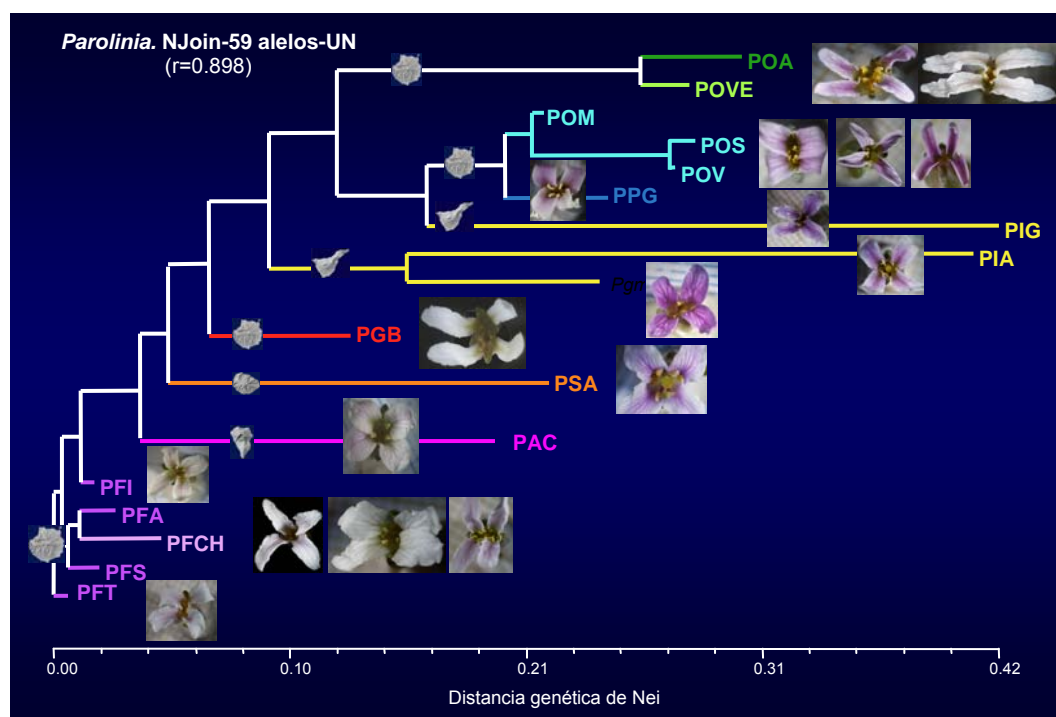 Parolinia. NJoin-59 alelos-UN
(r=0.898)
POA
POVE
POM
POS
POV
PPG
PIG
PIA
Pgm
PGB
PSA
PAC
PFI
PFA
PFCH
PFS
PFT
0.00 0.10 0.21 0.31 0.42
Distancia genética de Nei